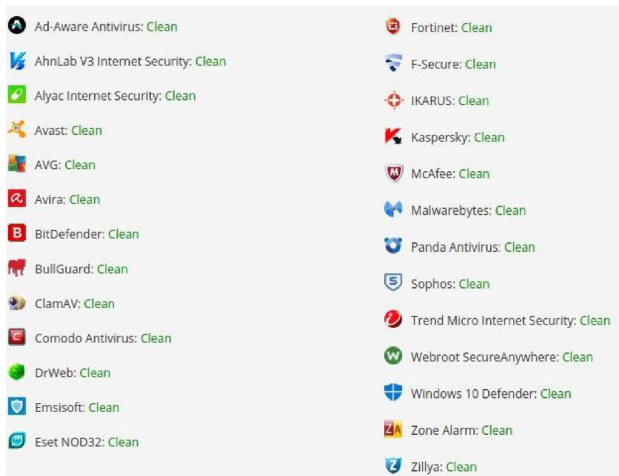 Ad-Aware Antivirus: Clean
AhnLab V3 Internet Security: Clean
Alyac Internet Security: Clean
Avast: Clean
AVG: Clean
Avira: Clean
BitDefender: Clean
BullGuard: Clean
ClamAV: Clean
Comodo Antivirus: Clean
DrWeb: Clean
Emsisoft: Clean
Eset NOD32: Clean
Fortinet: Clean
F-Secure: Clean
IKARUS: Clean
Kaspersky: Clean
McAfee: Clean
Malwarebytes: Clean
Panda Antivirus: Clean
Sophos: Clean
Trend Micro Internet Security: Clean
Webroot SecureAnywhere: Clean
Windows 10 Defender: Clean
Zone Alarm: Clean
Zillya: Clean